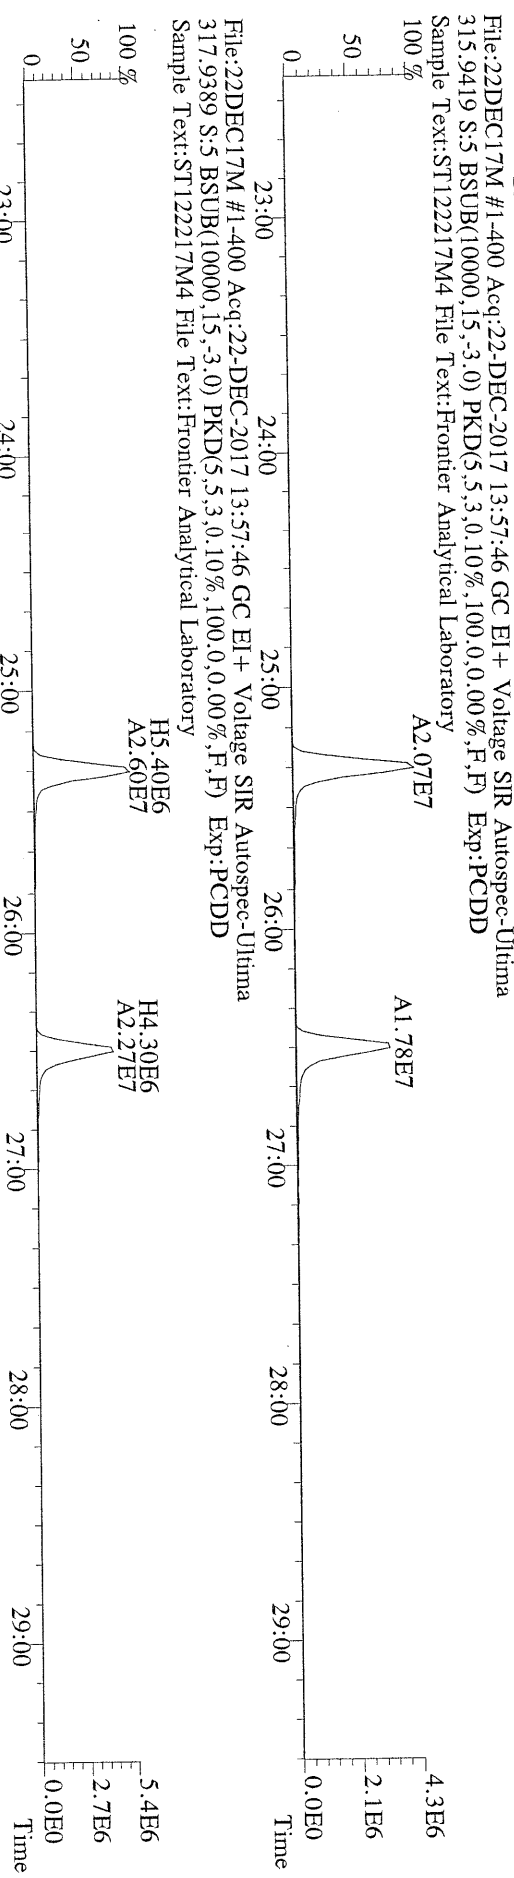 File:22DEC17M #1-400 Acq:22-DEC-2017 13:57:46 GC EI+ Voltage SIR Autospec-Ultima
315.9419 S:5 BSUB(10000,15,-3.0) PKD(5,5,3,0.10%,100.0,0.00%,F,F) Exp:PCDD
Sample Text:ST122217M4 File Text:Frontier Analytical Laboratory
100 %
A2.07E7
4.3E6
A1.78E7
50
2.1E6
0
0.0E0
23:00
24:00
25:00
26:00
27:00
28:00
29:00
Time
File:22DEC17M #1-400 Acq:22-DEC-2017 13:57:46 GC EI+ Voltage SIR Autospec-Ultima
317.9389 S:5 BSUB(10000,15,-3.0) PKD(5,5,3,0.10%,100.0,0.00%,F,F) Exp:PCDD
Sample Text:ST122217M4 File Text:Frontier Analytical Laboratory
H5.40E6
H4.30E6
100 %
A2.60E7
A2.27E7
5.4E6
50
2.7E6
0
0.0E0
23:00
24:00
25:00
26:00
27:00
28:00
29:00
Time